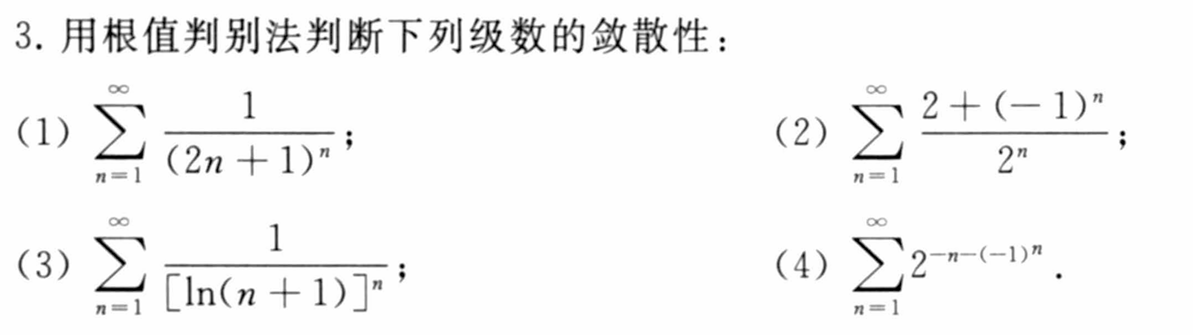 3. 用根值判别法判断下列级数的敛散性：
(1) $\sum_{n=1}^{\infty} \frac{1}{(2n+1)^n}$； (2) $\sum_{n=1}^{\infty} \frac{2+(-1)^n}{2^n}$；
(3) $\sum_{n=1}^{\infty} \frac{1}{[\ln(n+1)]^n}$； (4) $\sum_{n=1}^{\infty} 2^{-n-(-1)^n}$.